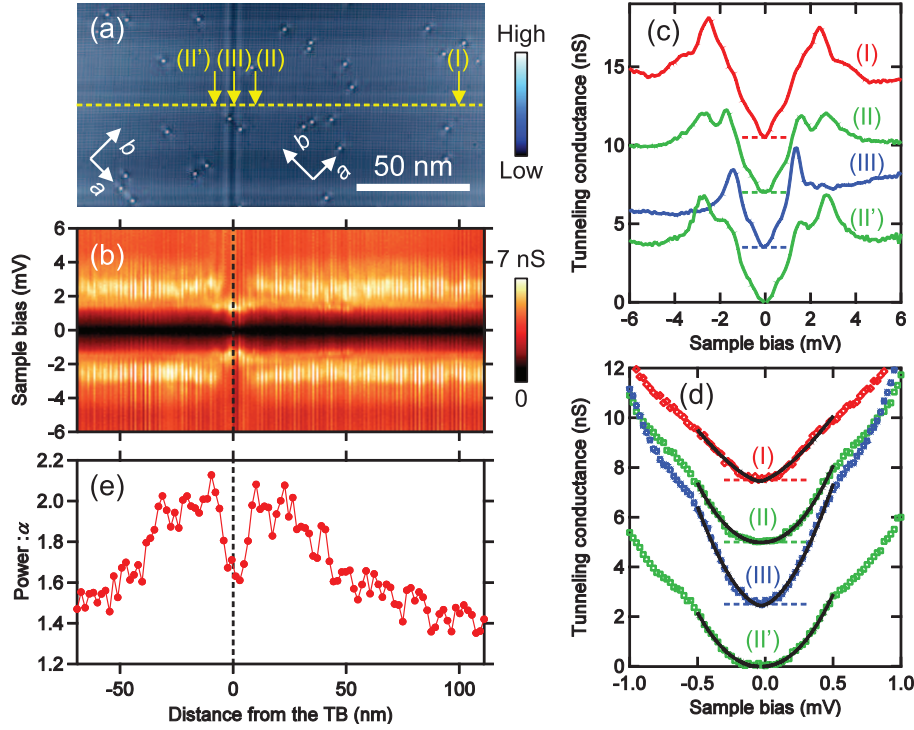 (a)
(II') (III) (II)
(I)
b
a
b
a
50 nm
High
Low
(b)
Sample bias (mV)
6
4
2
0
-2
-4
-6
7 nS
0
(e)
Power : α
2.2
2.0
1.8
1.6
1.4
1.2
-50
0
50
100
Distance from the TB (nm)
(c)
Tunneling conductance (nS)
15
10
5
0
(I)
(II)
(III)
(II')
-6 -4 -2 0 2 4 6
Sample bias (mV)
(d)
Tunneling conductance (nS)
12
10
8
6
4
2
0
(I)
(II)
(III)
(II')
-1.0 -0.5 0.0 0.5 1.0
Sample bias (mV)